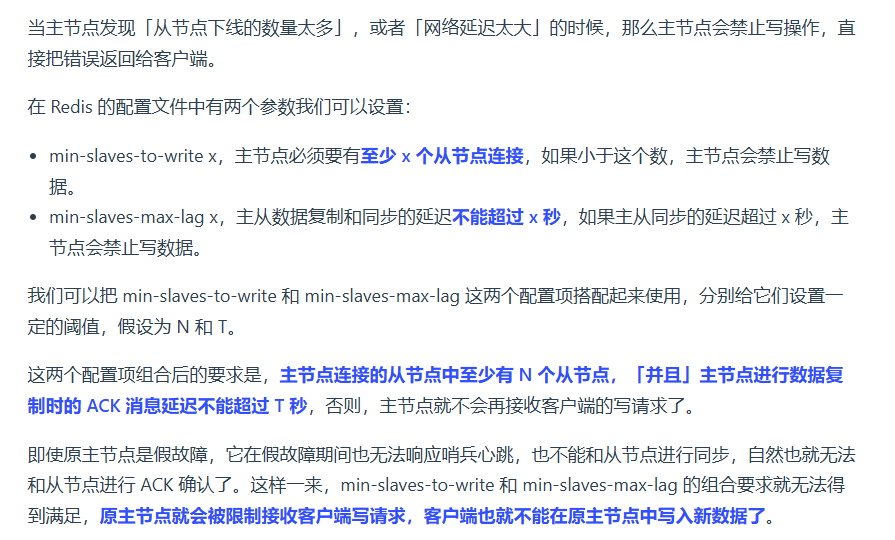 当主节点发现「从节点下线的数量太多」，或者「网络延迟太大」的时候，那么主节点会禁止写操作，直
接把错误返回给客户端。
在 Redis 的配置文件中有两个参数我们可以设置：
• min-slaves-to-write x，主节点必须要有至少 x 个从节点连接，如果小于这个数，主节点会禁止写数
据。
• min-slaves-max-lag x，主从数据复制和同步的延迟不能超过 x 秒，如果主从同步的延迟超过 x 秒，主
节点会禁止写数据。
我们可以把 min-slaves-to-write 和 min-slaves-max-lag 这两个配置项搭配起来使用，分别给它们设置一
定的阈值，假设为 N 和 T。
这两个配置项组合后的要求是，主节点连接的从节点中至少有 N 个从节点，「并且」主节点进行数据复
制时的 ACK 消息延迟不能超过 T 秒，否则，主节点就不会再接收客户端的写请求了。
即使原主节点是假故障，它在假故障期间也无法响应哨兵心跳，也不能和从节点进行同步，自然也就无法
和从节点进行 ACK 确认了。这样一来，min-slaves-to-write 和 min-slaves-max-lag 的组合要求就无法得
到满足，原主节点就会被限制接收客户端写请求，客户端也就不能在原主节点中写入新数据了。